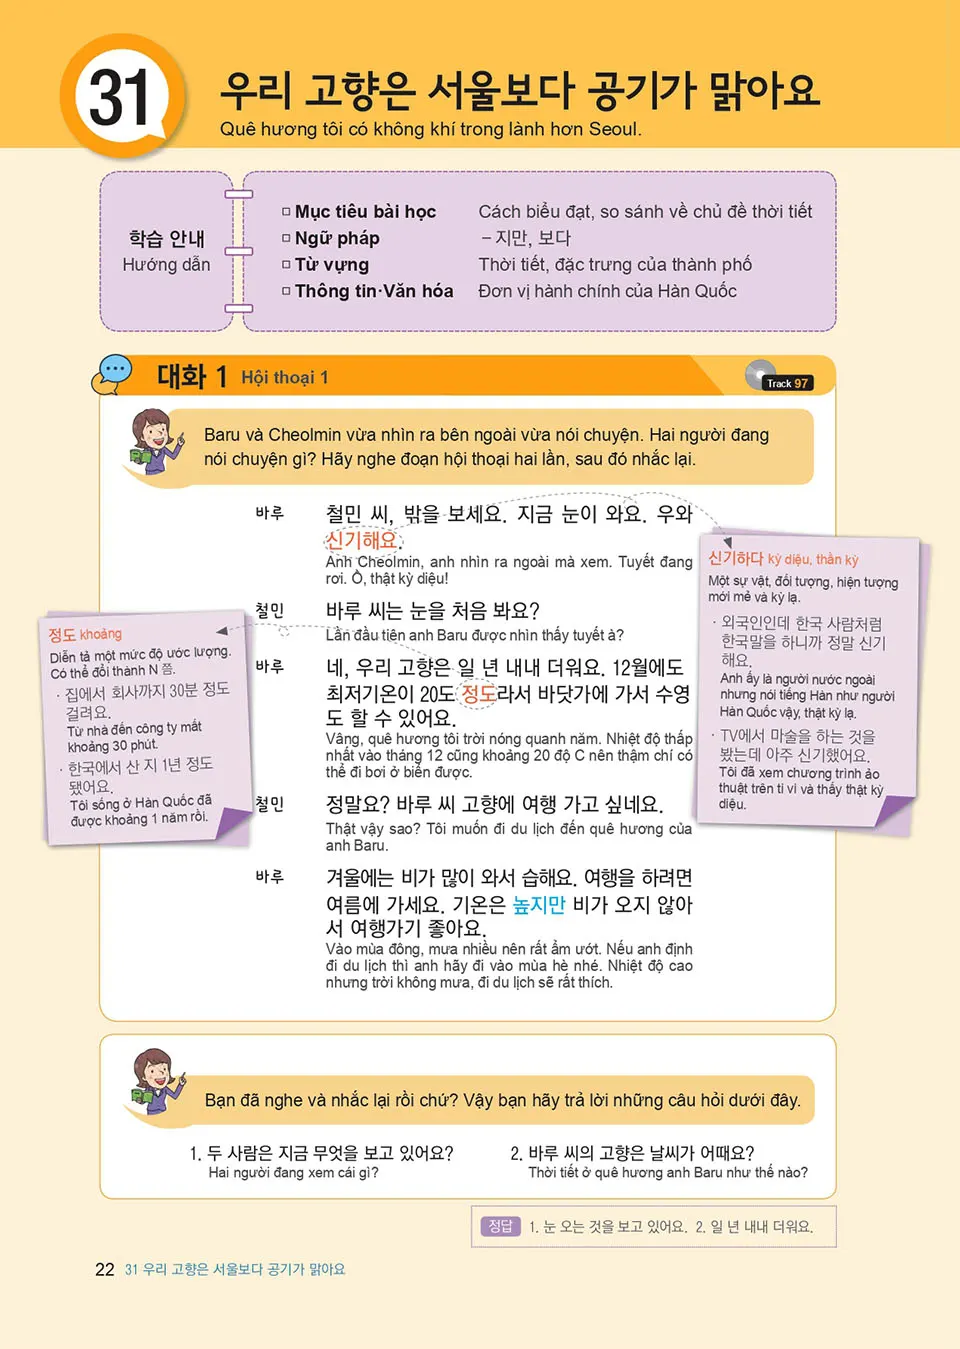 31
우리 고향은 서울보다 공기가 맑아요
Quê hương tôi có không khí trong lành hơn Seoul.
학습 안내
Hướng dẫn
□ Mục tiêu bài học Cách biểu đạt, so sánh về chủ đề thời tiết
□ Ngữ pháp –지만, 보다
□ Từ vựng Thời tiết, đặc trưng của thành phố
□ Thông tin·Văn hóa Đơn vị hành chính của Hàn Quốc
대화 1 Hội thoại 1
Track 97
Baru và Cheolmin vừa nhìn ra bên ngoài vừa nói chuyện. Hai người đang
nói chuyện gì? Hãy nghe đoạn hội thoại hai lần, sau đó nhắc lại.
바루 철민 씨, 밖을 보세요. 지금 눈이 와요. 우와
신기해요.
Anh Cheolmin, anh nhìn ra ngoài mà xem. Tuyết đang
rơi. Ồ, thật kỳ diệu!
철민 바루 씨는 눈을 처음 봐요?
Lần đầu tiên anh Baru được nhìn thấy tuyết à?
바루 네, 우리 고향은 일 년 내내 더워요. 12월에도
최저기온이 20도 정도라서 바닷가에 가서 수영
도 할 수 있어요.
Vâng, quê hương tôi trời nóng quanh năm. Nhiệt độ thấp
nhất vào tháng 12 cũng khoảng 20 độ C nên thậm chí có
thể đi bơi ở biển được.
철민 정말요? 바루 씨 고향에 여행 가고 싶네요.
Thật vậy sao? Tôi muốn đi du lịch đến quê hương của
anh Baru.
바루 겨울에는 비가 많이 와서 습해요. 여행을 하려면
여름에 가세요. 기온은 높지만 비가 오지 않아
서 여행가기 좋아요.
Vào mùa đông, mưa nhiều nên rất ẩm ướt. Nếu anh định
đi du lịch thì anh hãy đi vào mùa hè nhé. Nhiệt độ cao
nhưng trời không mưa, đi du lịch sẽ rất thích.
신기하다 kỳ diệu, thần kỳ
Một sự vật, đối tượng, hiện tượng
mới mẻ và kỳ lạ.
· 외국인인데 한국 사람처럼
한국말을 하니까 정말 신기
해요.
Anh ấy là người nước ngoài
nhưng nói tiếng Hàn như người
Hàn Quốc vậy, thật kỳ lạ.
· TV에서 마술을 하는 것을
봤는데 아주 신기했어요.
Tôi đã xem chương trình ảo
thuật trên ti vi và thấy thật kỳ
diệu.
정도 khoảng
Diễn tả một mức độ ước lượng.
Có thể đổi thành N 쯤.
· 집에서 회사까지 30분 정도
걸려요.
Từ nhà đến công ty mất
khoảng 30 phút.
· 한국에서 산 지 1년 정도
됐어요.
Tôi sống ở Hàn Quốc đã
được khoảng 1 năm rồi.
Bạn đã nghe và nhắc lại rồi chứ? Vậy bạn hãy trả lời những câu hỏi dưới đây.
1. 두 사람은 지금 무엇을 보고 있어요?
Hai người đang xem cái gì?
2. 바루 씨의 고향은 날씨가 어때요?
Thời tiết ở quê hương anh Baru như thế nào?
정답 1. 눈 오는 것을 보고 있어요. 2. 일 년 내내 더워요.
22 31 우리 고향은 서울보다 공기가 맑아요